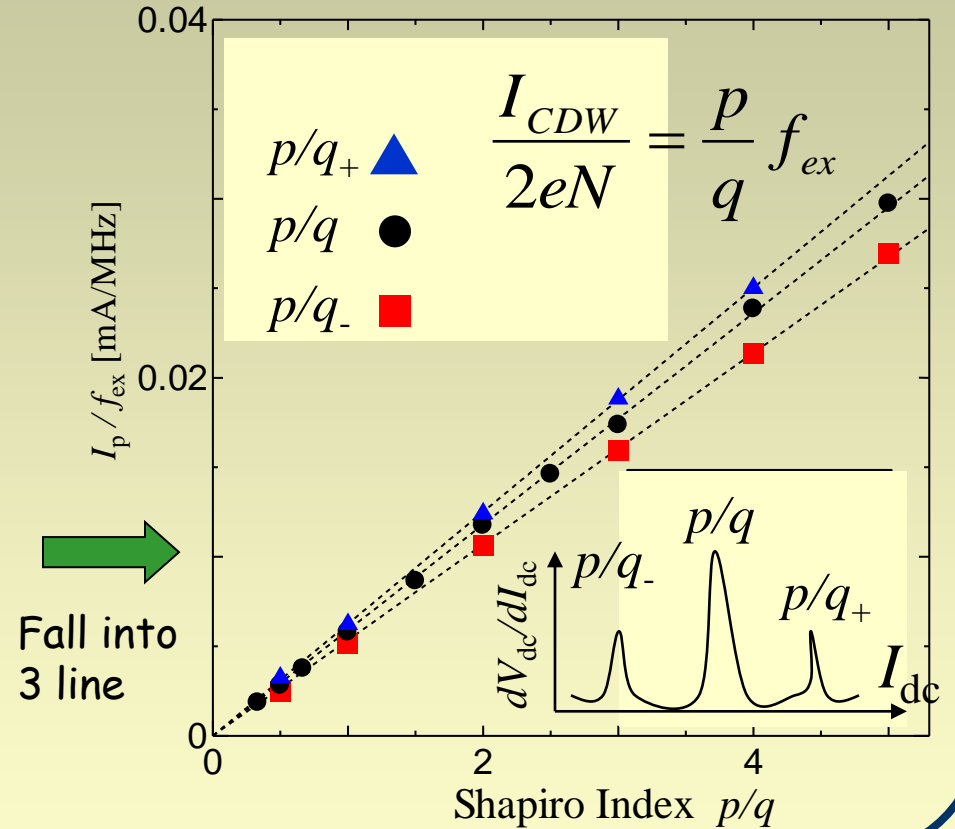 0.04
p/q₊
p/q
p/q₋
I_CDW / 2eN = p/q f_ex
I_p / f_ex [mA/MHz]
0.02
Fall into
3 line
p/q
p/q₋
p/q₊
dV_dc/dI_dc
I_dc
0
0
2
4
Shapiro Index p/q